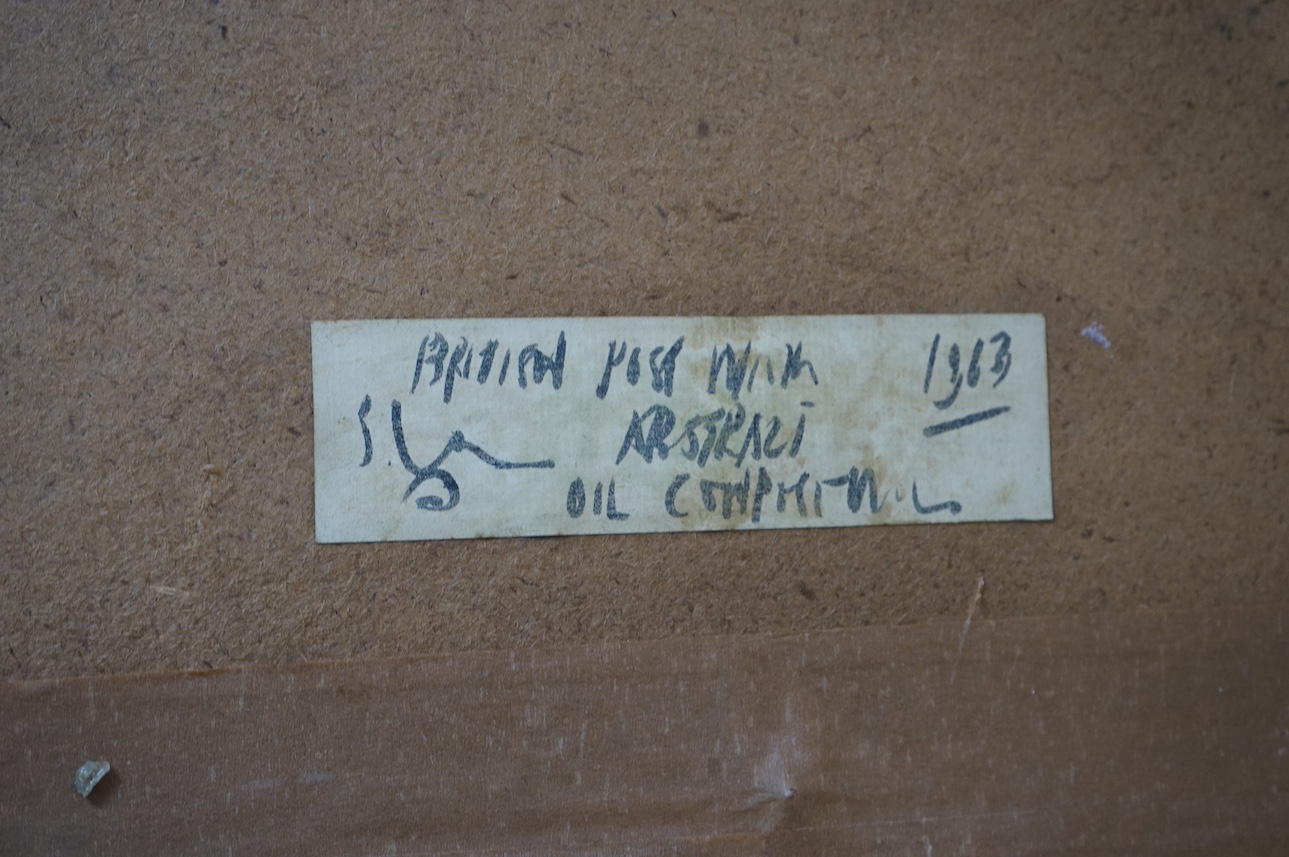 BRITISH POST WAR 1963
S.
ABSTRACT
OIL COMPOSITION